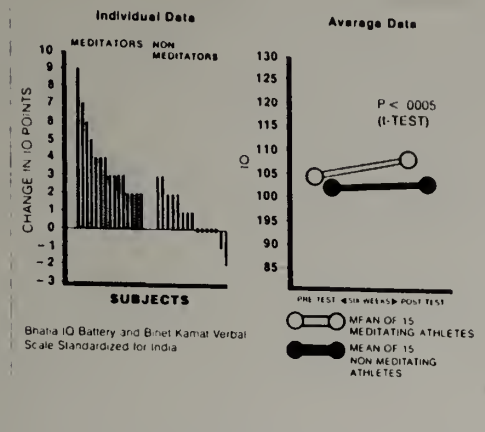 Individual Data
MEDITATORS NON
MEDITATORS
10
9
8
7
6
5
4
3
2
1
0
-1
-2
-3
CHANGE IN IQ POINTS
SUBJECTS
Bhatia IQ Battery and Binet Kamat Verbal
Scale Standardized for India
Average Data
130
125
120
115
110
105
100
95
90
85
IQ
P < 0005
(t-TEST)
PRE TEST ◀SIX WEEKS▶ POST TEST
MEAN OF 15
MEDITATING ATHLETES
MEAN OF 15
NON MEDITATING
ATHLETES